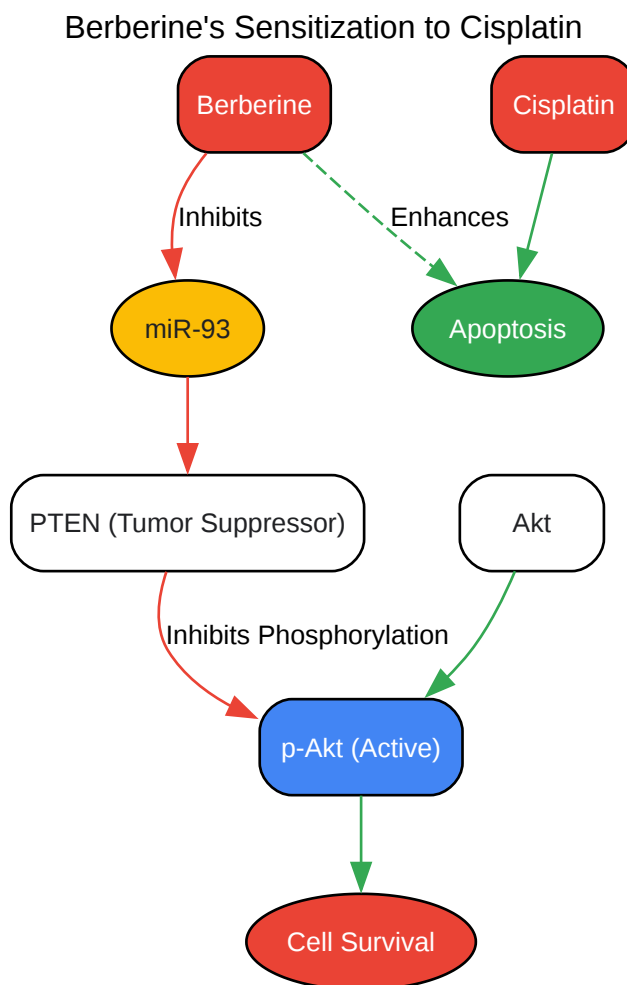 Berberine's Sensitization to Cisplatin
Berberine
Cisplatin
Inhibits
Enhances
miR-93
Apoptosis
PTEN (Tumor Suppressor)
Akt
Inhibits Phosphorylation
p-Akt (Active)
Cell Survival